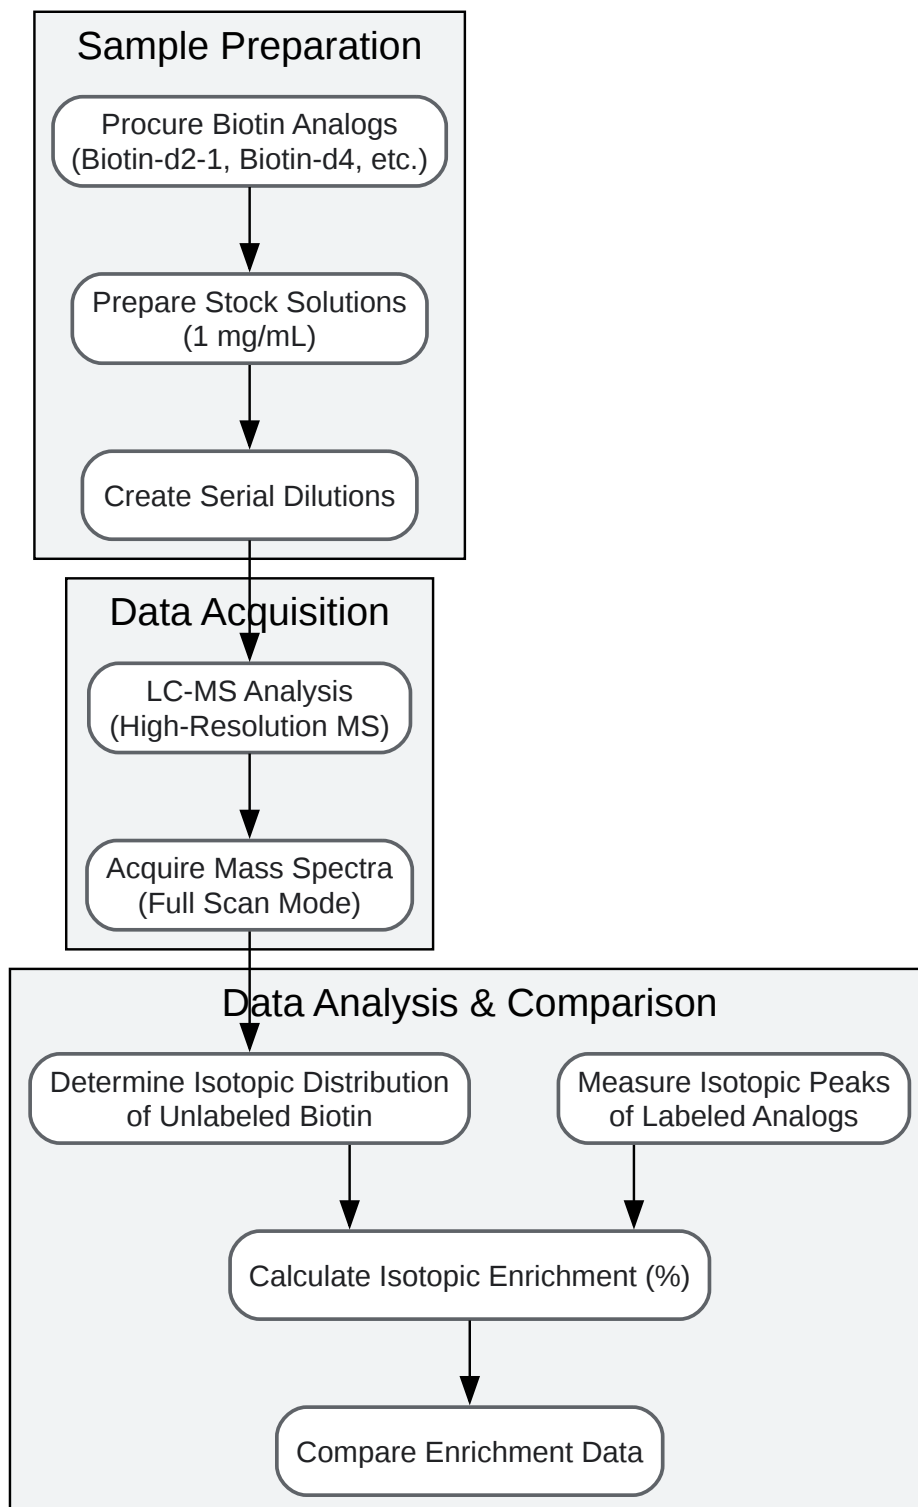 Sample Preparation
Procure Biotin Analogs
(Biotin-d2-1, Biotin-d4, etc.)
Prepare Stock Solutions
(1 mg/mL)
Create Serial Dilutions
Data Acquisition
LC-MS Analysis
(High-Resolution MS)
Acquire Mass Spectra
(Full Scan Mode)
Data Analysis & Comparison
Determine Isotopic Distribution
of Unlabeled Biotin
Measure Isotopic Peaks
of Labeled Analogs
Calculate Isotopic Enrichment (%)
Compare Enrichment Data